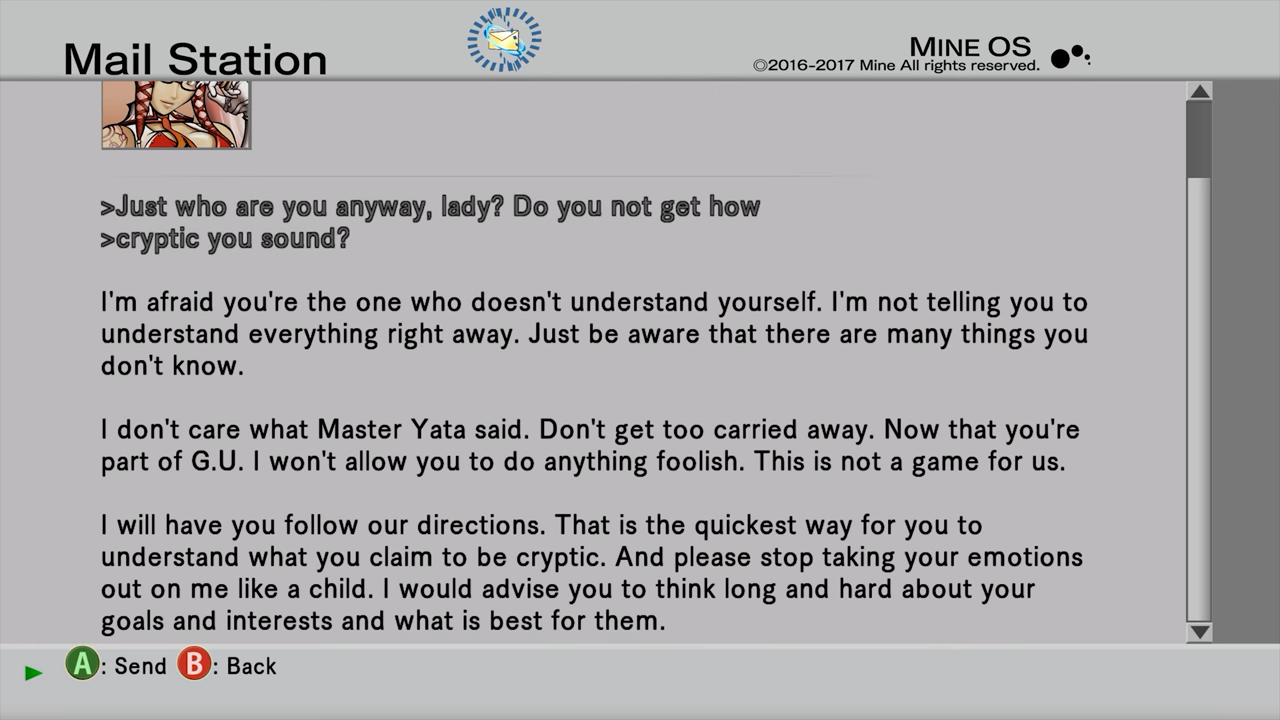 Mail Station
MINE OS
©2016-2017 Mine All rights reserved.
>Just who are you anyway, lady? Do you not get how
>cryptic you sound?
I'm afraid you're the one who doesn't understand yourself. I'm not telling you to
understand everything right away. Just be aware that there are many things you
don't know.
I don't care what Master Yata said. Don't get too carried away. Now that you're
part of G.U. I won't allow you to do anything foolish. This is not a game for us.
I will have you follow our directions. That is the quickest way for you to
understand what you claim to be cryptic. And please stop taking your emotions
out on me like a child. I would advise you to think long and hard about your
goals and interests and what is best for them.
A: Send B: Back